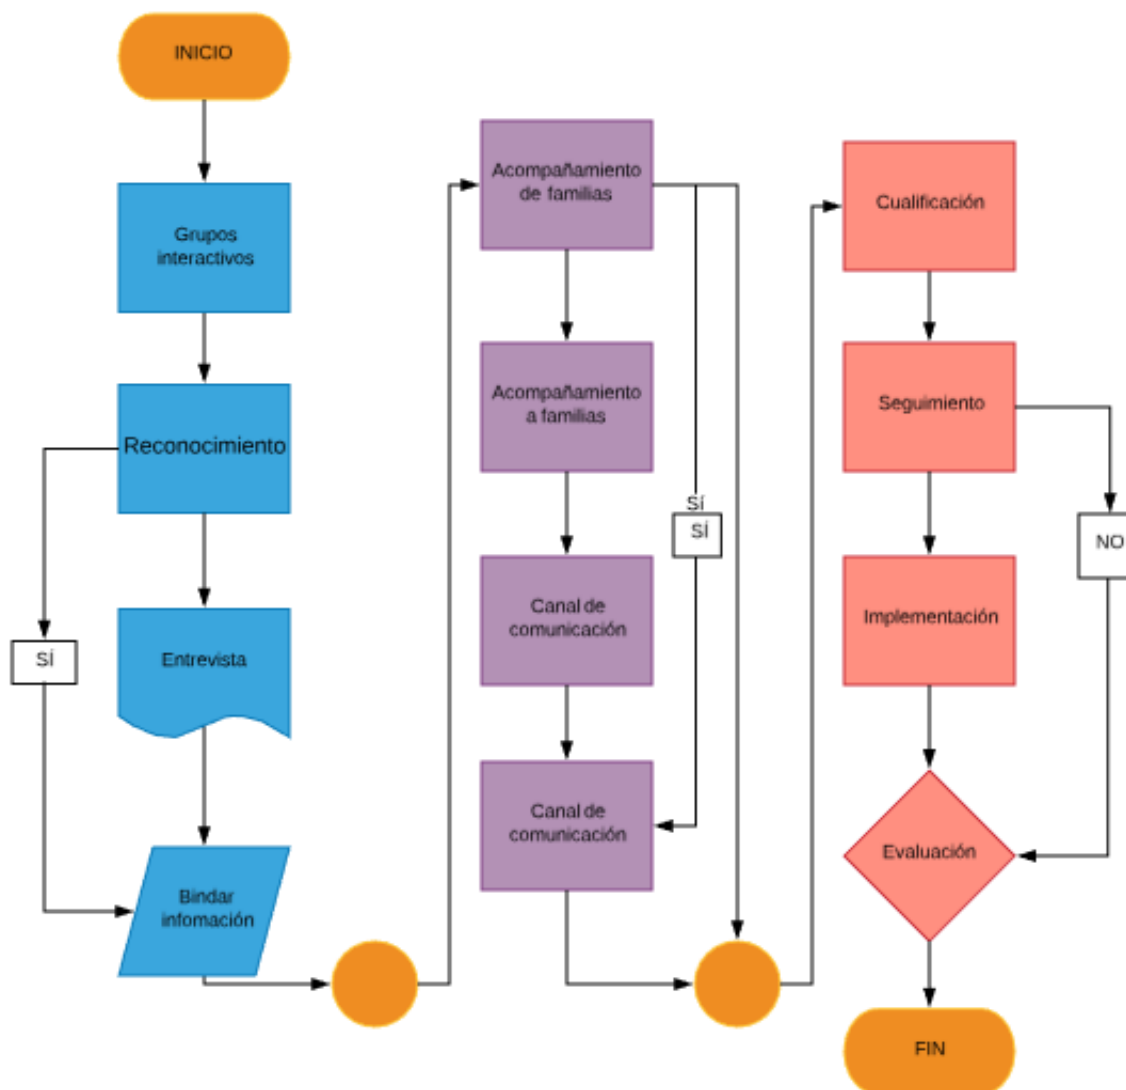 INICIO
Grupos
interactivos
Reconocimiento
SÍ
Entrevista
Bindar
infomación
Acompañamiento
de familias
Acompañamiento
a familias
Sí
SÍ
Canal de
comunicación
Canal de
comunicación
Cualificación
Seguimiento
NO
Implementación
Evaluación
FIN